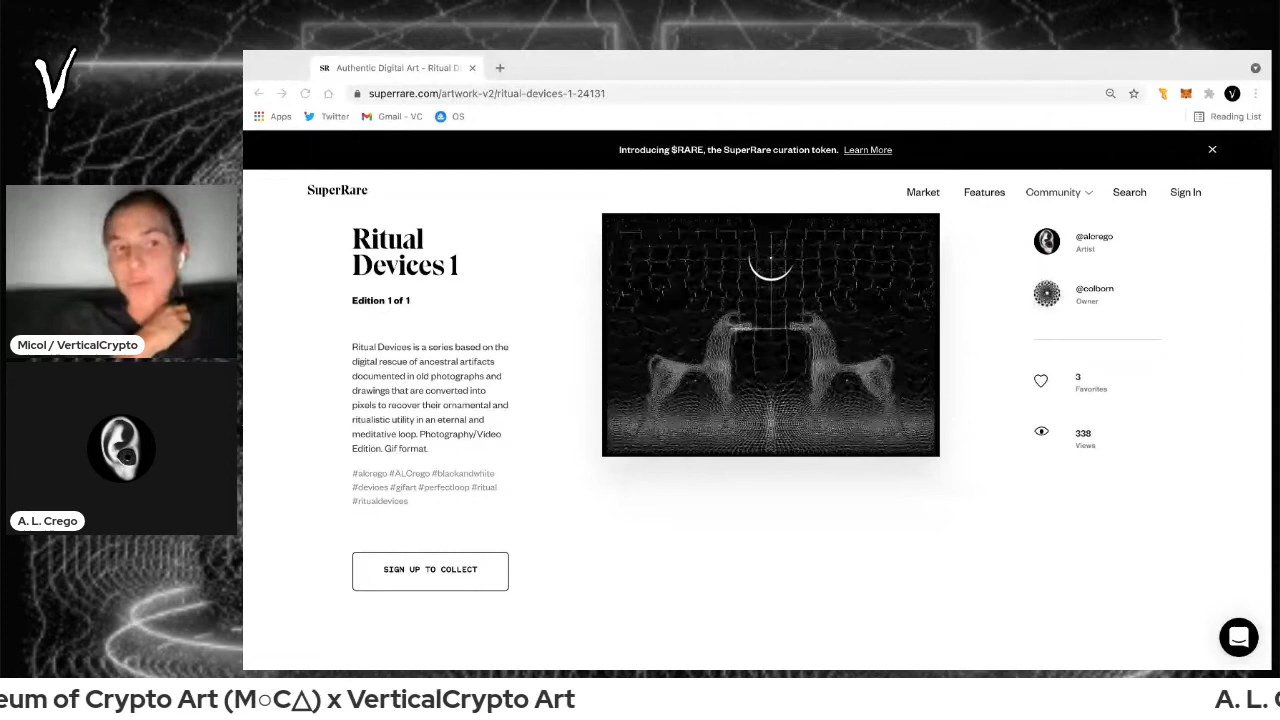 V
SR Authentic Digital Art - Ritual D
superrare.com/artwork-v2/ritual-devices-1-24131
Apps Twitter Gmail - VC OS Reading List
Introducing $RARE, the SuperRare curation token. Learn More
SuperRare
Market Features Community Search Sign In
Ritual
Devices 1
Edition 1 of 1
Ritual Devices is a series based on the
digital rescue of ancestral artifacts
documented in old photographs and
drawings that are converted into
pixels to recover their ornamental and
ritualistic utility in an eternal and
meditative loop. Photography/Video
Edition. Gif format.
#alcrego #ALCrego #blackandwhite
#devices #gifart #perfectloop #ritual
#ritualdevices
SIGN UP TO COLLECT
@alcrego
Artist
@colborn
Owner
3
Favorites
338
Views
Micol / VerticalCrypto
A. L. Crego
eum of Crypto Art (M○C△) x VerticalCrypto Art
A. L. C